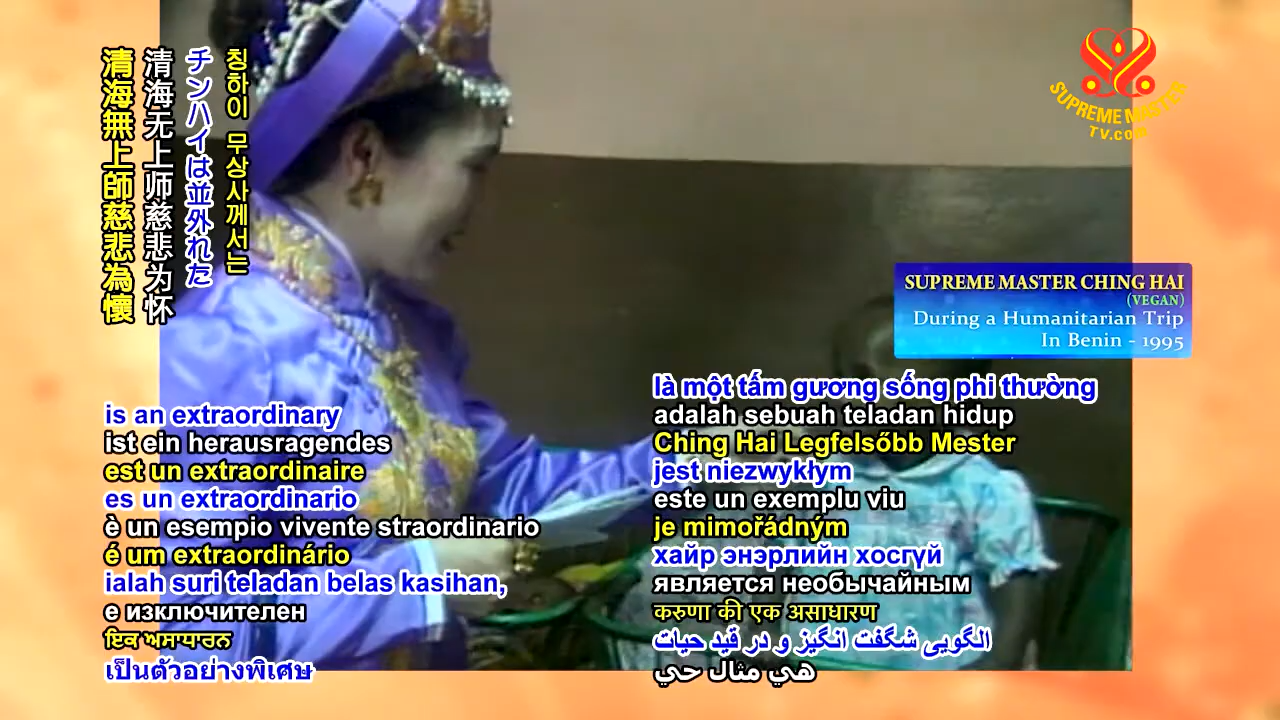 칭하이 무상사께서는
チンハイは並外れた
清海无上师慈悲为怀
清海無上師慈悲為懷
SUPREME MASTER
TV.COM
SUPREME MASTER CHING HAI
(VEGAN)
During a Humanitarian Trip
In Benin - 1995
is an extraordinary
ist ein herausragendes
est un extraordinaire
es un extraordinario
è un esempio vivente straordinario
é um extraordinário
ialah suri teladan belas kasihan,
е изключителен
ਇਕ ਅਸਾਧਾਰਨ
เป็นตัวอย่างพิเศษ
là một tấm gương sống phi thường
adalah sebuah teladan hidup
Ching Hai Legfelsőbb Mester
jest niezwykłym
este un exemplu viu
je mimořádným
хайр энэрлийн хосгүй
является необычайным
करुणा की एक असाधारण
الگویی شگفت انگیز و در قید حیات
هي مثال حي